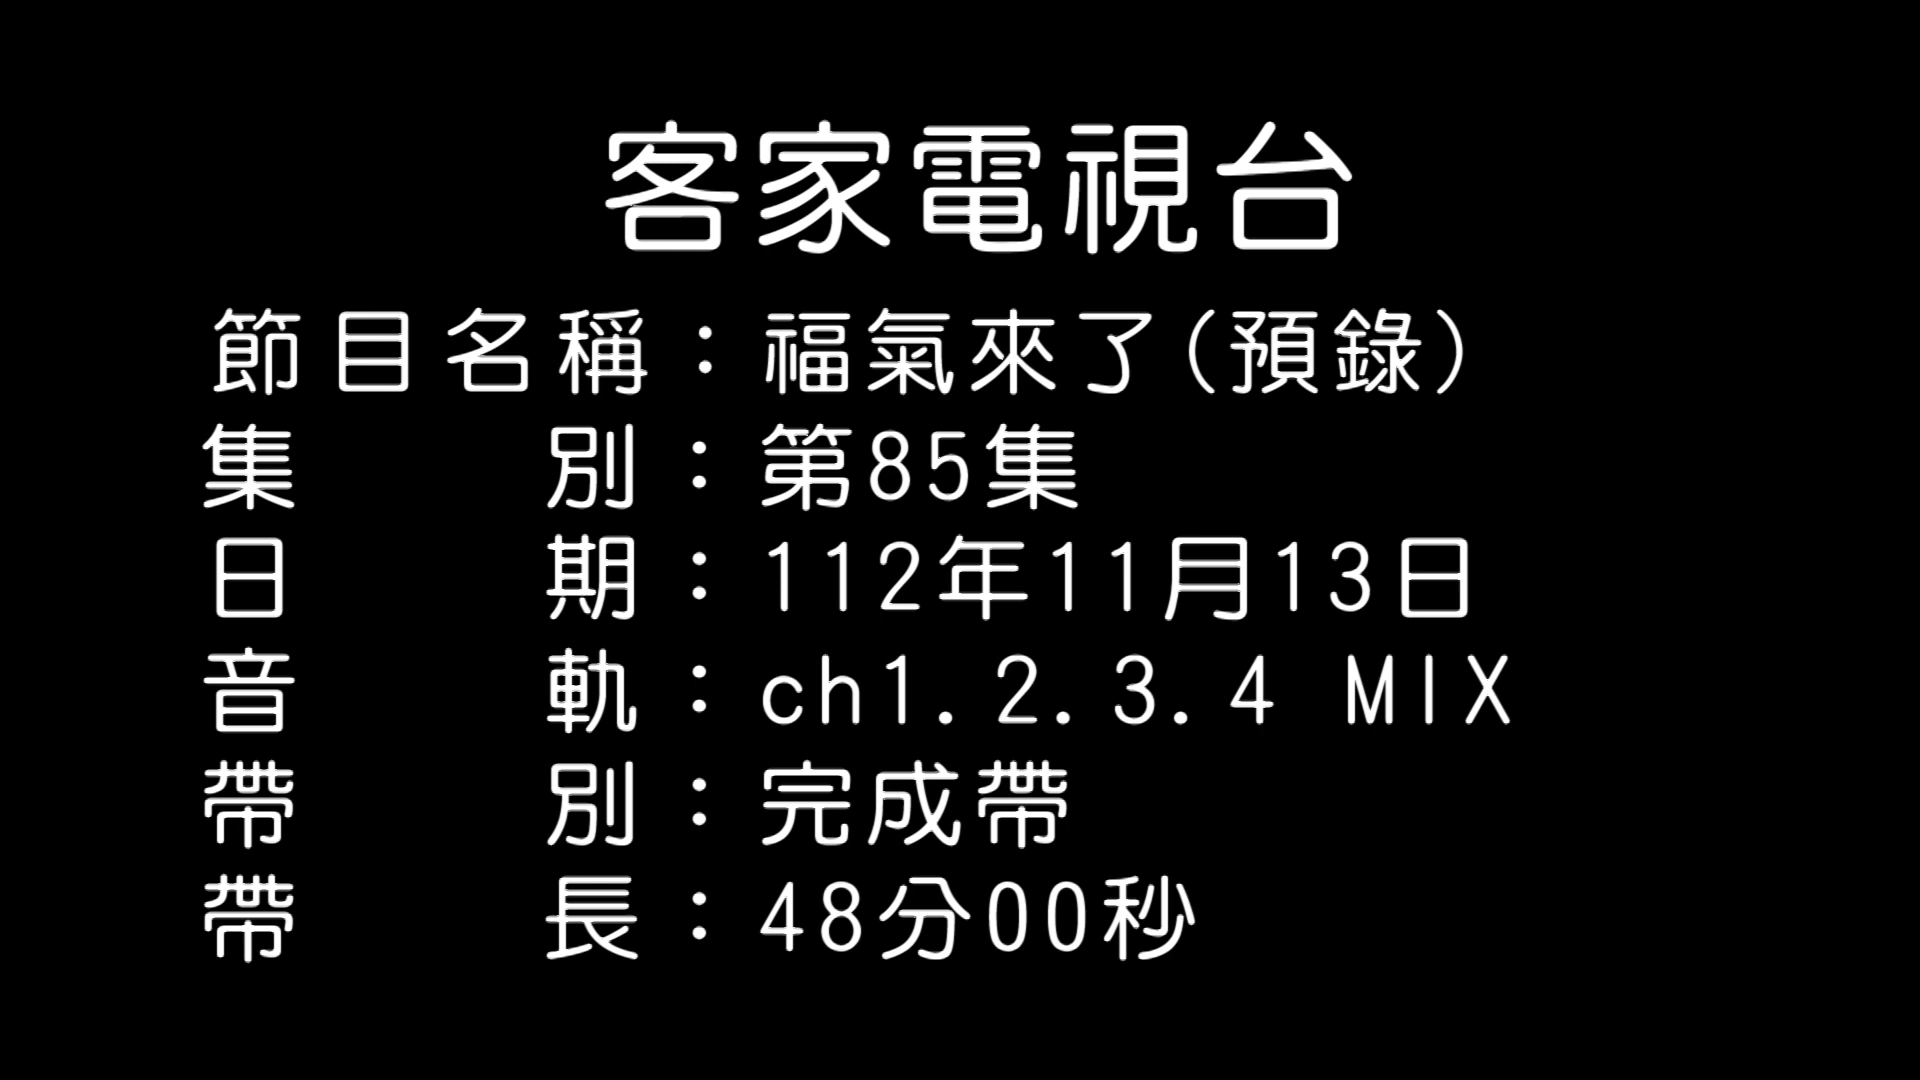 客家電視台
節目名稱：福氣來了(預錄)
集　　別：第85集
日　　期：112年11月13日
音　　軌：ch1.2.3.4 MIX
帶　　別：完成帶
帶　　長：48分00秒